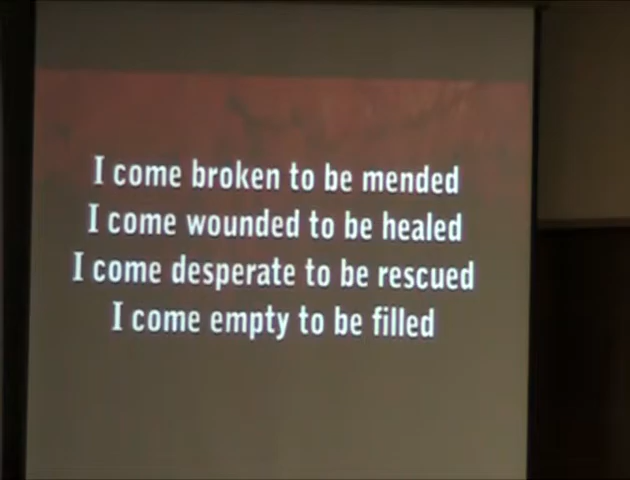 I come broken to be mended
I come wounded to be healed
I come desperate to be rescued
I come empty to be filled